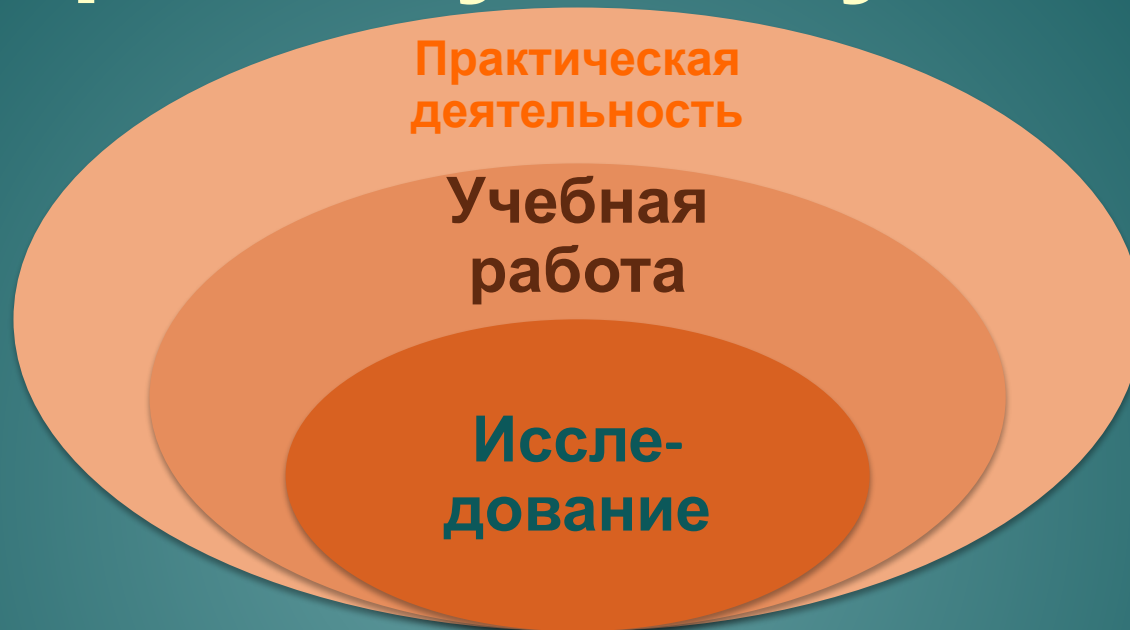 Практическая
деятельность
Учебная
работа
Иссле-
дование